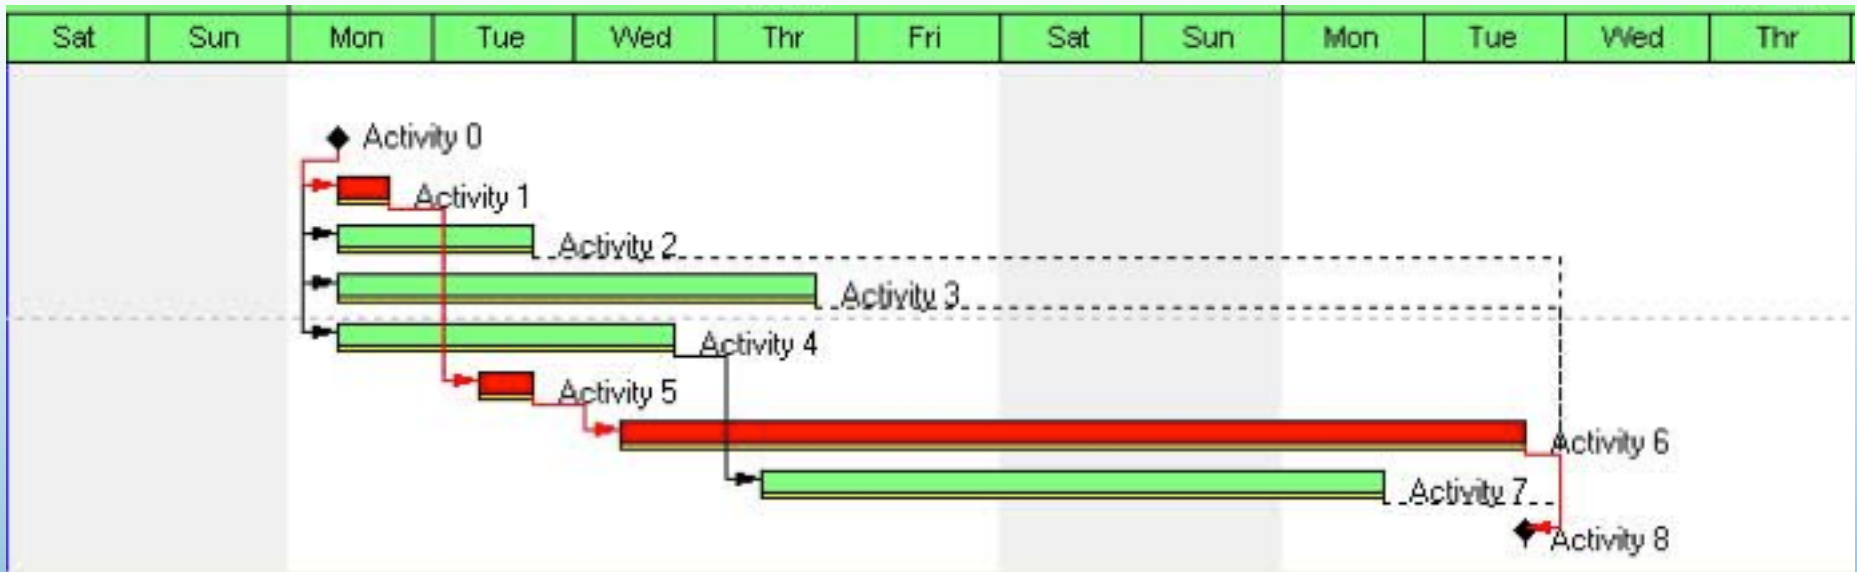 Sat Sun Mon Tue Wed Thr Fri Sat Sun Mon Tue Wed Thr
Activity 0
Activity 1
Activity 2
Activity 3
Activity 4
Activity 5
Activity 6
Activity 7
Activity 8